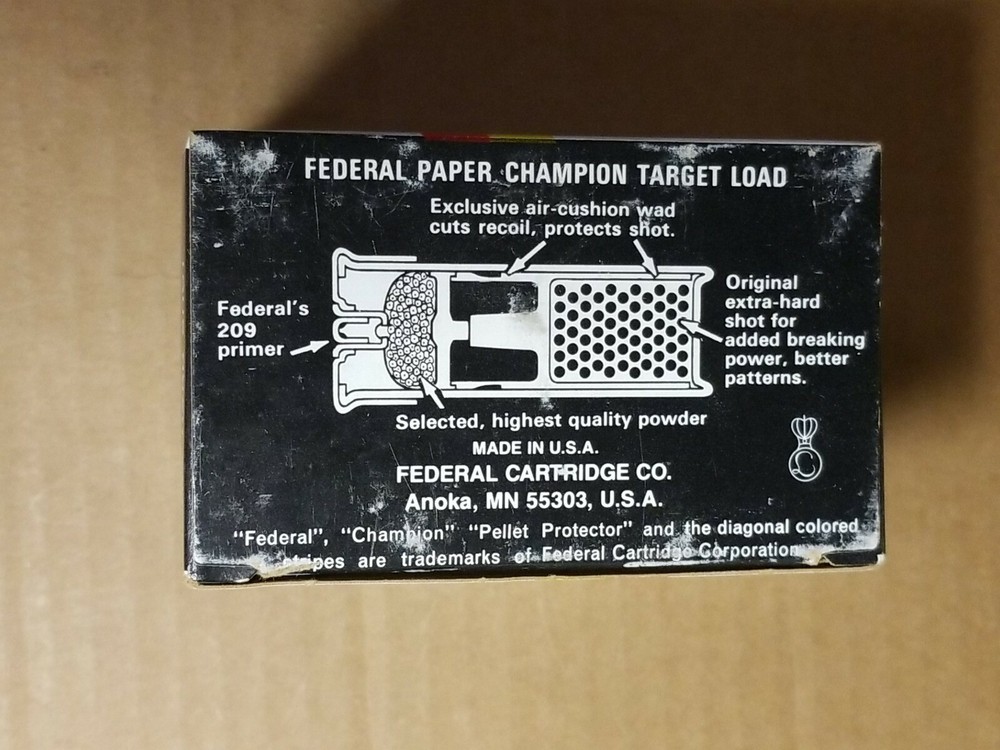 FEDERAL PAPER CHAMPION TARGET LOAD
Exclusive air-cushion wad
cuts recoil, protects shot.
Federal's
209
primer
Original
extra-hard
shot for
added breaking
power, better
patterns.
Selected, highest quality powder
MADE IN U.S.A.
FEDERAL CARTRIDGE CO.
Anoka, MN 55303, U.S.A.
"Federal", "Champion" "Pellet Protector" and the diagonal colored
stripes are trademarks of Federal Cartridge Corporation